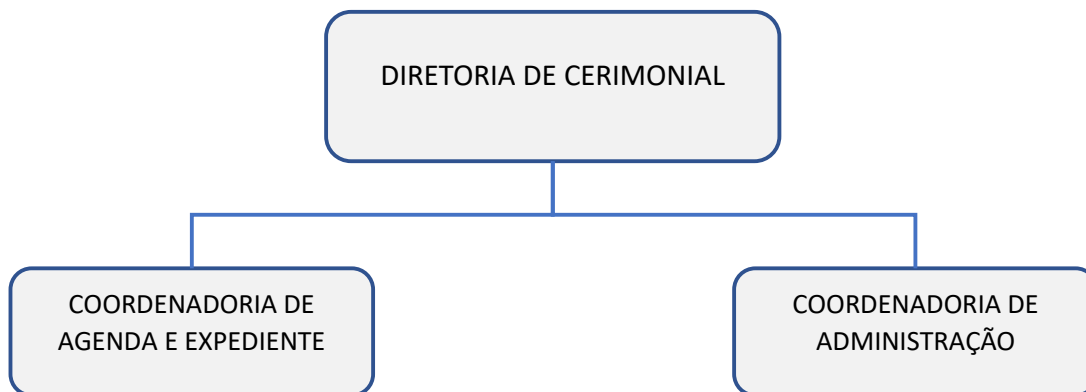 DIRETORIA DE CERIMONIAL
COORDENADORIA DE
AGENDA E EXPEDIENTE
COORDENADORIA DE
ADMINISTRAÇÃO